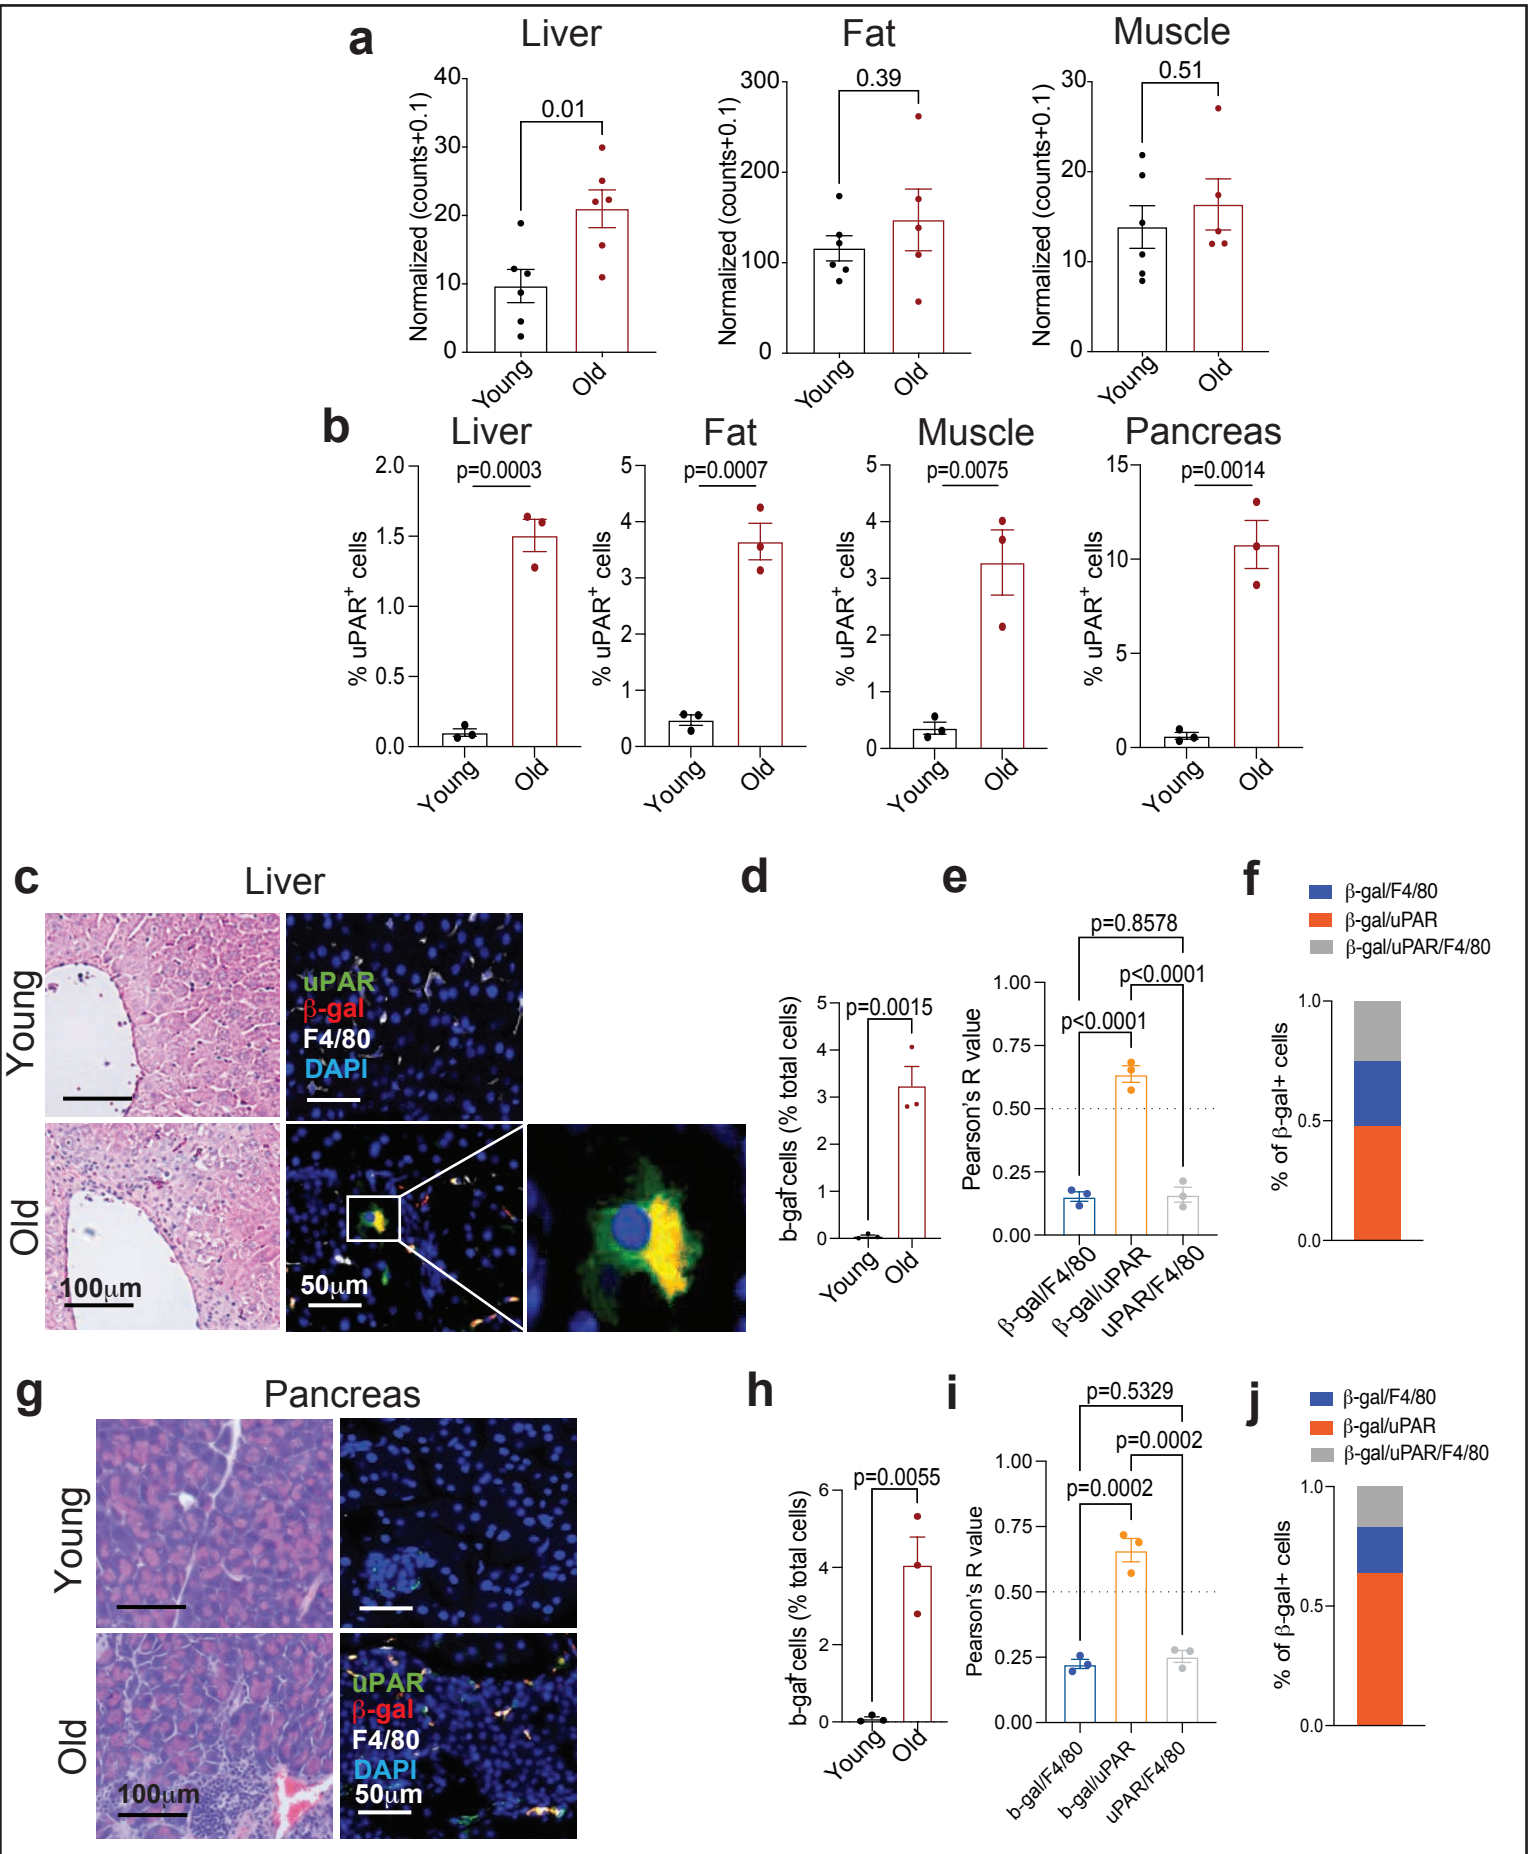 a
Liver
Fat
Muscle
Normalized (counts+0.1)
40
30
20
10
0
0.01
Young
Old
Normalized (counts+0.1)
300
200
100
0
0.39
Young
Old
Normalized (counts+0.1)
30
20
10
0
0.51
Young
Old
b
Liver
Fat
Muscle
Pancreas
% uPAR+ cells
2.0
1.5
1.0
0.5
0.0
p=0.0003
Young
Old
% uPAR+ cells
5
4
3
2
1
0
p=0.0007
Young
Old
% uPAR+ cells
5
4
3
2
1
0
p=0.0075
Young
Old
% uPAR+ cells
15
10
5
0
p=0.0014
Young
Old
c
Liver
Young
uPAR
β-gal
F4/80
DAPI
Old
100μm
50μm
d
b-gal+ cells (% total cells)
5
4
3
2
1
0
p=0.0015
Young
Old
e
Pearson's R value
1.00
0.75
0.50
0.25
0.00
p=0.8578
p<0.0001
p<0.0001
β-gal/F4/80
β-gal/uPAR
uPAR/F4/80
f
β-gal/F4/80
β-gal/uPAR
β-gal/uPAR/F4/80
% of β-gal+ cells
1.0
0.5
0.0
g
Pancreas
Young
Old
100μm
uPAR
β-gal
F4/80
DAPI
50μm
h
b-gal+ cells (% total cells)
6
4
2
0
p=0.0055
Young
Old
i
Pearson's R value
1.00
0.75
0.50
0.25
0.00
p=0.5329
p=0.0002
p=0.0002
b-gal/F4/80
b-gal/uPAR
uPAR/F4/80
j
β-gal/F4/80
β-gal/uPAR
β-gal/uPAR/F4/80
% of β-gal+ cells
1.0
0.5
0.0